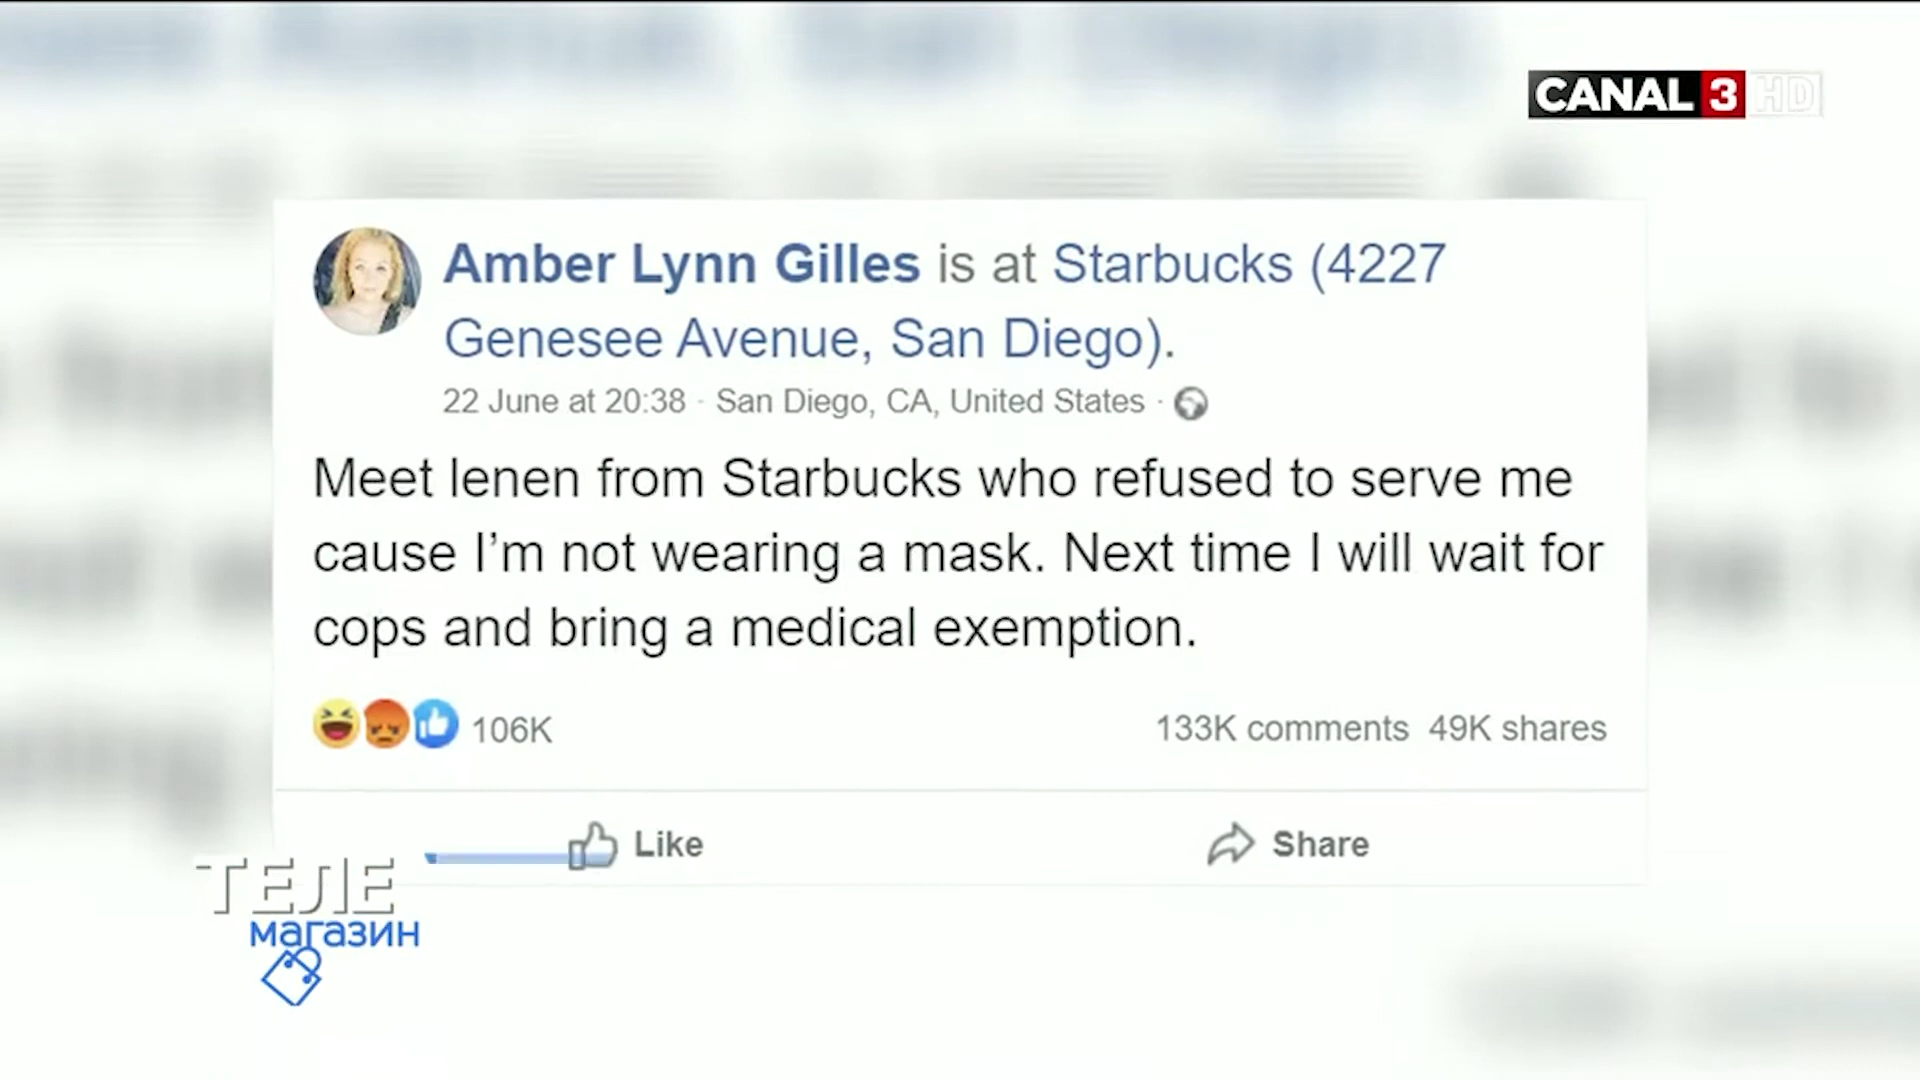 CANAL 3 HD
Amber Lynn Gilles is at Starbucks (4227
Genesee Avenue, San Diego).
22 June at 20:38 · San Diego, CA, United States ·
Meet lenen from Starbucks who refused to serve me
cause I’m not wearing a mask. Next time I will wait for
cops and bring a medical exemption.
106K
133K comments 49K shares
Like
Share
ТЕЛЕ
магазин